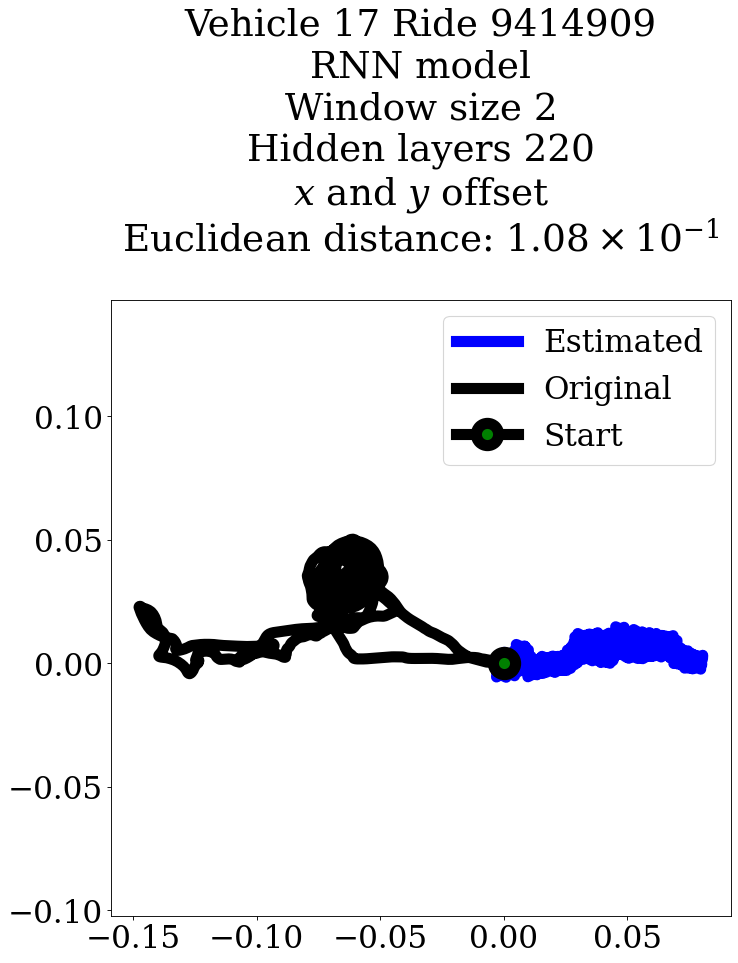 Vehicle 17 Ride 9414909
RNN model
Window size 2
Hidden layers 220
x and y offset
Euclidean distance: 1.08 × 10⁻¹
Estimated
Original
Start
0.10
0.05
0.00
−0.05
−0.10
−0.15 −0.10 −0.05 0.00 0.05